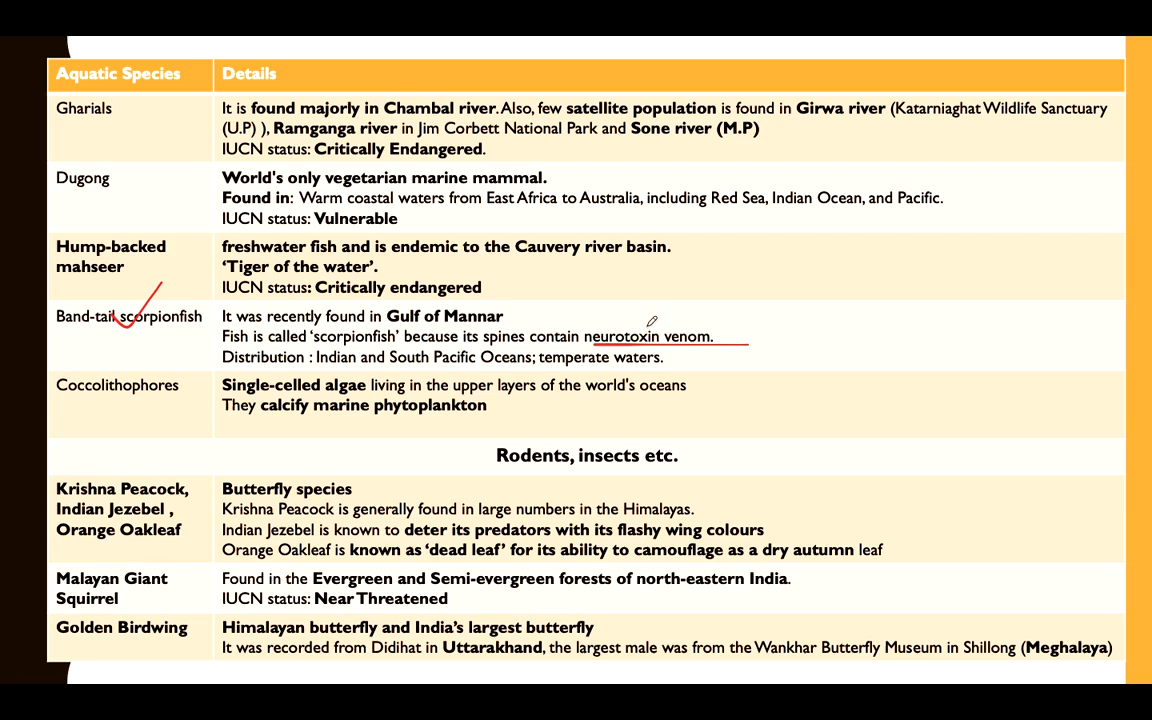 Aquatic Species Details
Gharials It is found majorly in Chambal river. Also, few satellite population is found in Girwa river (Katarniaghat Wildlife Sanctuary
(U.P) ), Ramganga river in Jim Corbett National Park and Sone river (M.P)
IUCN status: Critically Endangered.
Dugong World's only vegetarian marine mammal.
Found in: Warm coastal waters from East Africa to Australia, including Red Sea, Indian Ocean, and Pacific.
IUCN status: Vulnerable
Hump-backed
mahseer
freshwater fish and is endemic to the Cauvery river basin.
‘Tiger of the water’.
IUCN status: Critically endangered
Band-tail scorpionfish It was recently found in Gulf of Mannar
Fish is called ‘scorpionfish’ because its spines contain neurotoxin venom.
Distribution : Indian and South Pacific Oceans; temperate waters.
Coccolithophores Single-celled algae living in the upper layers of the world's oceans
They calcify marine phytoplankton
Rodents, insects etc.
Krishna Peacock,
Indian Jezebel ,
Orange Oakleaf
Butterfly species
Krishna Peacock is generally found in large numbers in the Himalayas.
Indian Jezebel is known to deter its predators with its flashy wing colours
Orange Oakleaf is known as ‘dead leaf’ for its ability to camouflage as a dry autumn leaf
Malayan Giant
Squirrel
Found in the Evergreen and Semi-evergreen forests of north-eastern India.
IUCN status: Near Threatened
Golden Birdwing Himalayan butterfly and India’s largest butterfly
It was recorded from Didihat in Uttarakhand, the largest male was from the Wankhar Butterfly Museum in Shillong (Meghalaya)